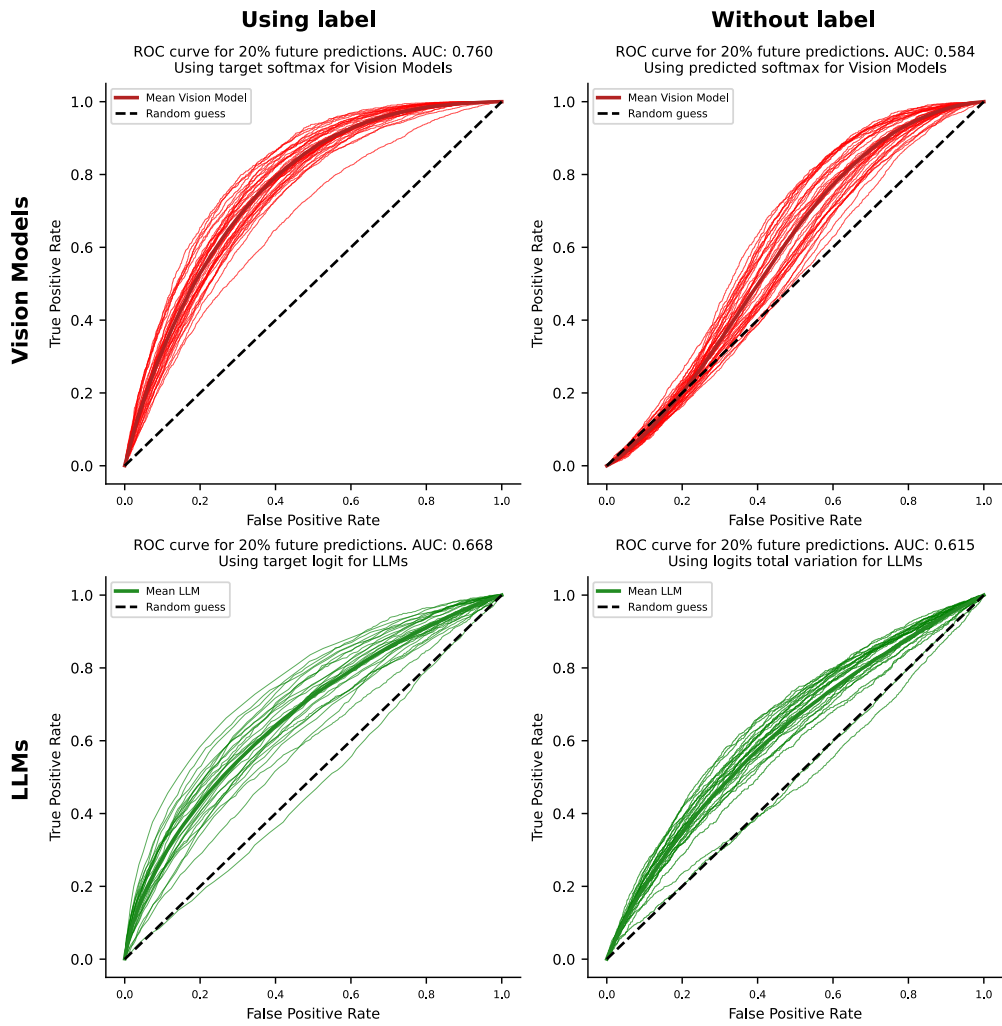 Using label
Without label
Vision Models
LLMs
ROC curve for 20% future predictions. AUC: 0.760
Using target softmax for Vision Models
Mean Vision Model
Random guess
True Positive Rate
1.0
0.8
0.6
0.4
0.2
0.0
0.0 0.2 0.4 0.6 0.8 1.0
False Positive Rate
ROC curve for 20% future predictions. AUC: 0.584
Using predicted softmax for Vision Models
Mean Vision Model
Random guess
True Positive Rate
1.0
0.8
0.6
0.4
0.2
0.0
0.0 0.2 0.4 0.6 0.8 1.0
False Positive Rate
ROC curve for 20% future predictions. AUC: 0.668
Using target logit for LLMs
Mean LLM
Random guess
True Positive Rate
1.0
0.8
0.6
0.4
0.2
0.0
0.0 0.2 0.4 0.6 0.8 1.0
False Positive Rate
ROC curve for 20% future predictions. AUC: 0.615
Using logits total variation for LLMs
Mean LLM
Random guess
True Positive Rate
1.0
0.8
0.6
0.4
0.2
0.0
0.0 0.2 0.4 0.6 0.8 1.0
False Positive Rate